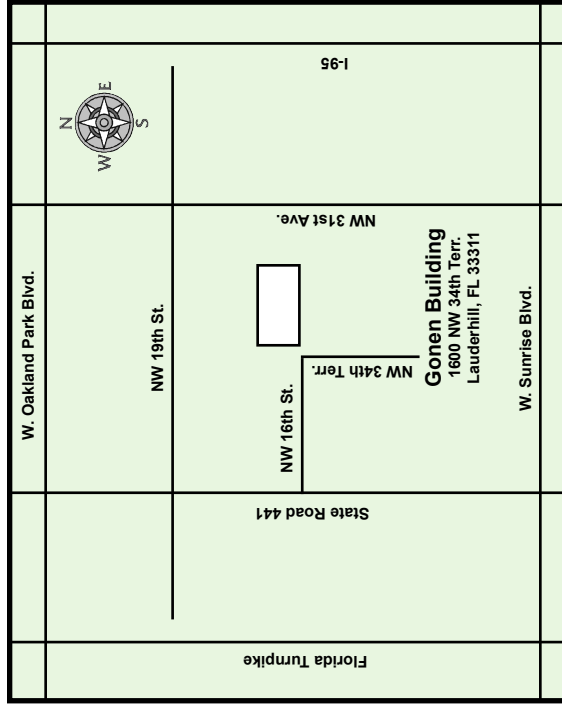 W. Oakland Park Blvd.
N
E
S
W
I-95
NW 19th St.
NW 31st Ave.
NW 16th St.
NW 34th Terr.
Gonen Building
1600 NW 34th Terr.
Lauderhill, FL 33311
State Road 441
W. Sunrise Blvd.
Florida Turnpike